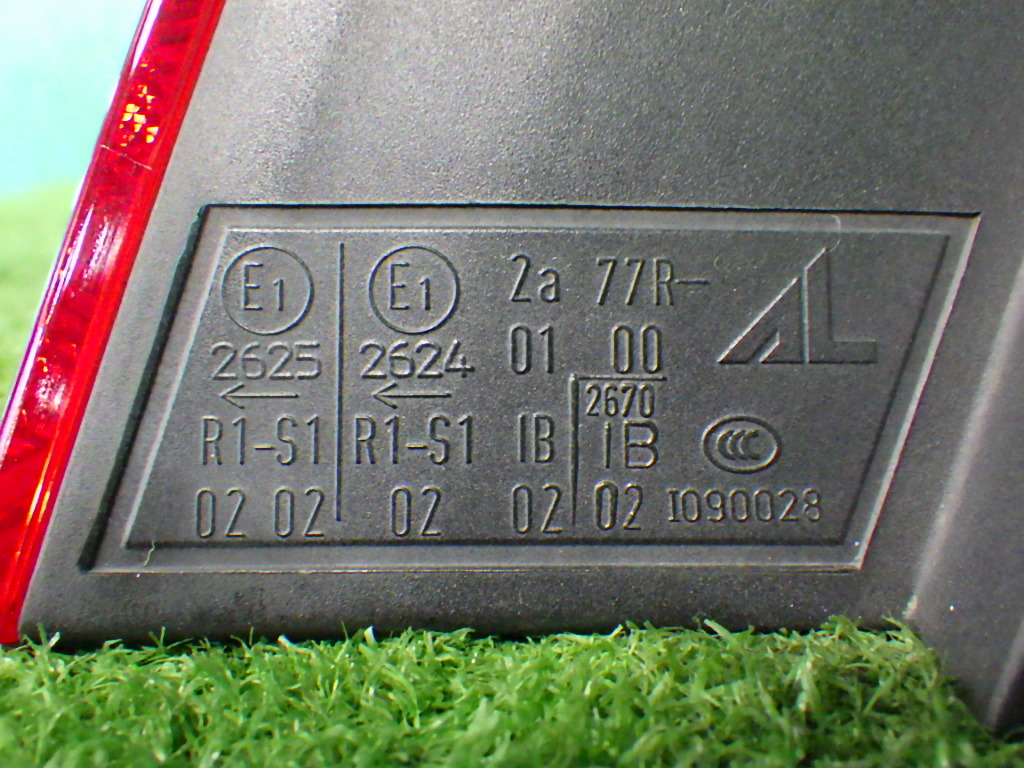 E1 E1 2a 77R-
AL
2625 2624 01 00
← ← 2670
R1-S1 R1-S1 IB IB
CCC
02 02 02 02 02 I090028